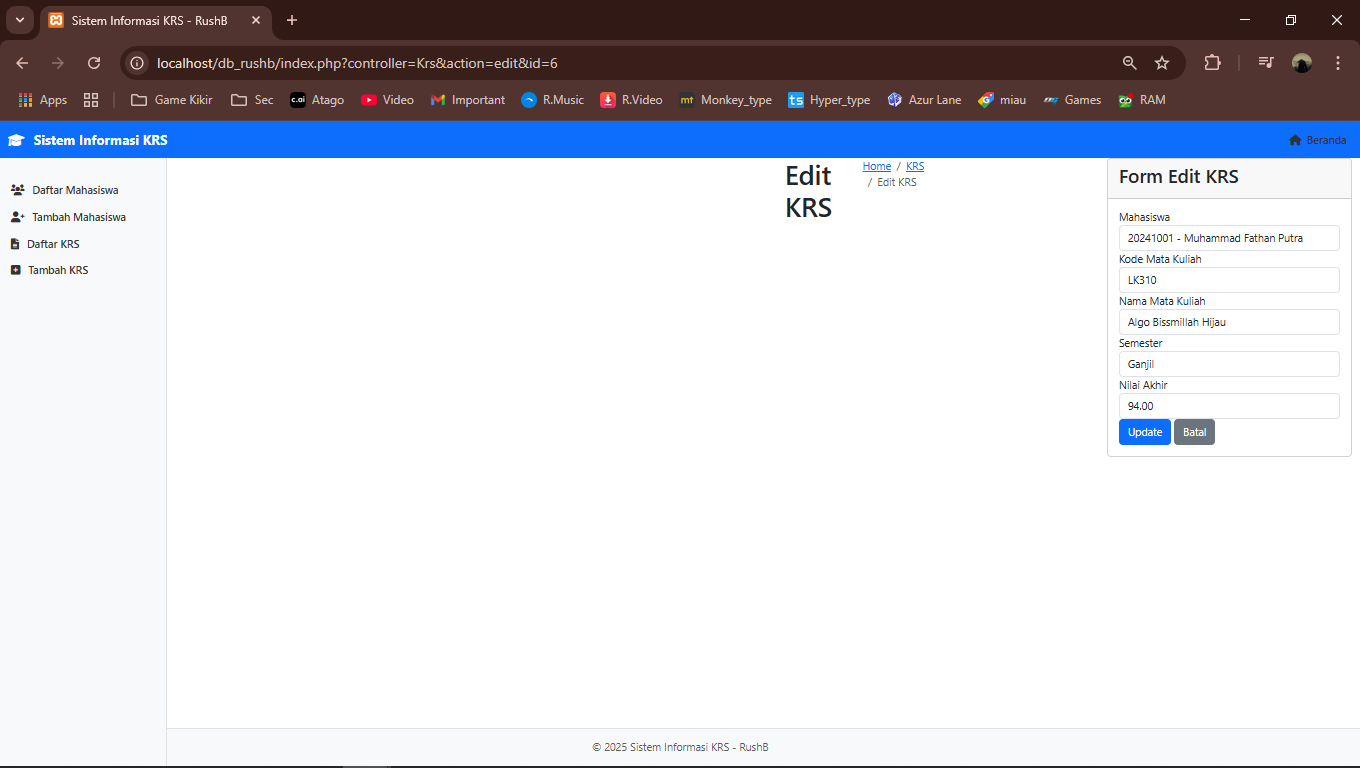 Sistem Informasi KRS - RushB
localhost/db_rushb/index.php?controller=Krs&action=edit&id=6
Apps
Game Kikir
Sec
c.ai Atago
Video
Important
R.Music
R.Video
mt Monkey_type
ts Hyper_type
Azur Lane
miau
Games
RAM
Sistem Informasi KRS
Beranda
Daftar Mahasiswa
Tambah Mahasiswa
Daftar KRS
Tambah KRS
Edit
KRS
Home / KRS
/ Edit KRS
Form Edit KRS
Mahasiswa
20241001 - Muhammad Fathan Putra
Kode Mata Kuliah
LK310
Nama Mata Kuliah
Algo Bissmillah Hijau
Semester
Ganjil
Nilai Akhir
94.00
Update Batal
© 2025 Sistem Informasi KRS - RushB